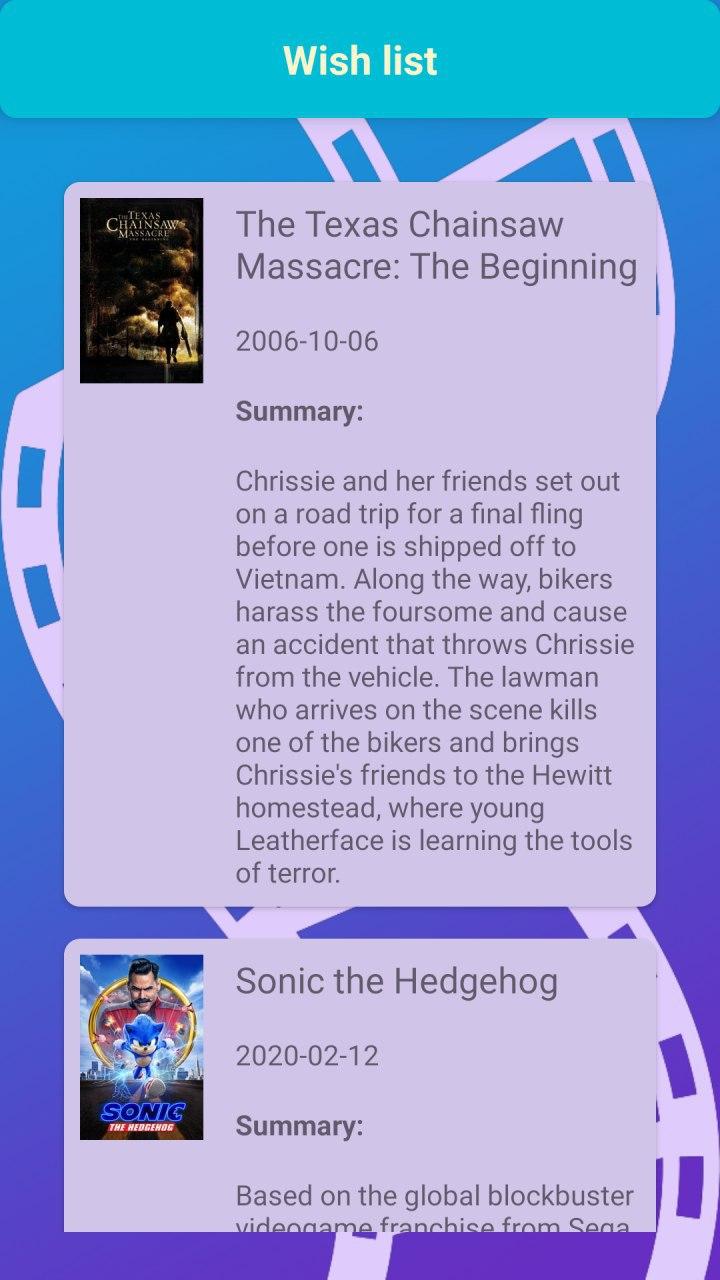 Wish list
THE TEXAS
CHAINSAW
MASSACRE
THE BEGINNING
The Texas Chainsaw
Massacre: The Beginning
2006-10-06
Summary:
Chrissie and her friends set out
on a road trip for a final fling
before one is shipped off to
Vietnam. Along the way, bikers
harass the foursome and cause
an accident that throws Chrissie
from the vehicle. The lawman
who arrives on the scene kills
one of the bikers and brings
Chrissie's friends to the Hewitt
homestead, where young
Leatherface is learning the tools
of terror.
SONIC
THE HEDGEHOG
Sonic the Hedgehog
2020-02-12
Summary:
Based on the global blockbuster
videogame franchise from Sega